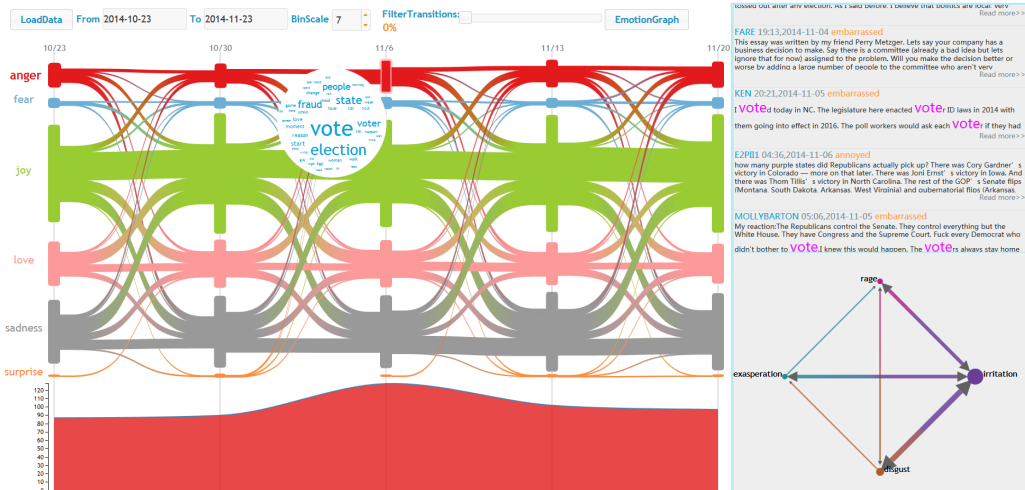 LoadData From 2014-10-23 To 2014-11-23 BinScale 7 FilterTransitions: 0% EmotionGraph
10/23 10/30 11/6 11/13 11/20
anger
fear
joy
love
sadness
surprise
people
state
fraud
voter
vote
love
moment
reason
start
election
woman
120
110
100
90
80
70
60
50
40
30
20
10
0
tossed out after any election. As I said before. I believe that politics are local. Very
Read more>>
FARE 19:13,2014-11-04 embarrassed
This essay was written by my friend Perry Metzger. Lets say your company has a
business decision to make. Say there is a committee (already a bad idea but lets
ignore that for now) assigned to the problem. Will you make the decision better or
worse by adding a large number of people to the committee who aren't very
Read more>>
KEN 20:21,2014-11-05 embarrassed
I voted today in NC. The legislature here enacted voter ID laws in 2014 with
them going into effect in 2016. The poll workers would ask each voter if they had
Read more>>
E2PII1 04:36,2014-11-06 annoyed
how many purple states did Republicans actually pick up? There was Cory Gardner' s
victory in Colorado — more on that later. There was Joni Ernst' s victory in Iowa. And
there was Thom Tillis' s victory in North Carolina. The rest of the GOP' s Senate flips
(Montana. South Dakota. Arkansas. West Virginia) and gubernatorial flips (Arkansas.
Read more>>
MOLLYBARTON 05:06,2014-11-05 embarrassed
My reaction:The Republicans control the Senate. They control everything but the
White House. They have Congress and the Supreme Court. Fuck every Democrat who
didn't bother to vote.I knew this would happen. The voters always stay home
rage
exasperation
irritation
disgust